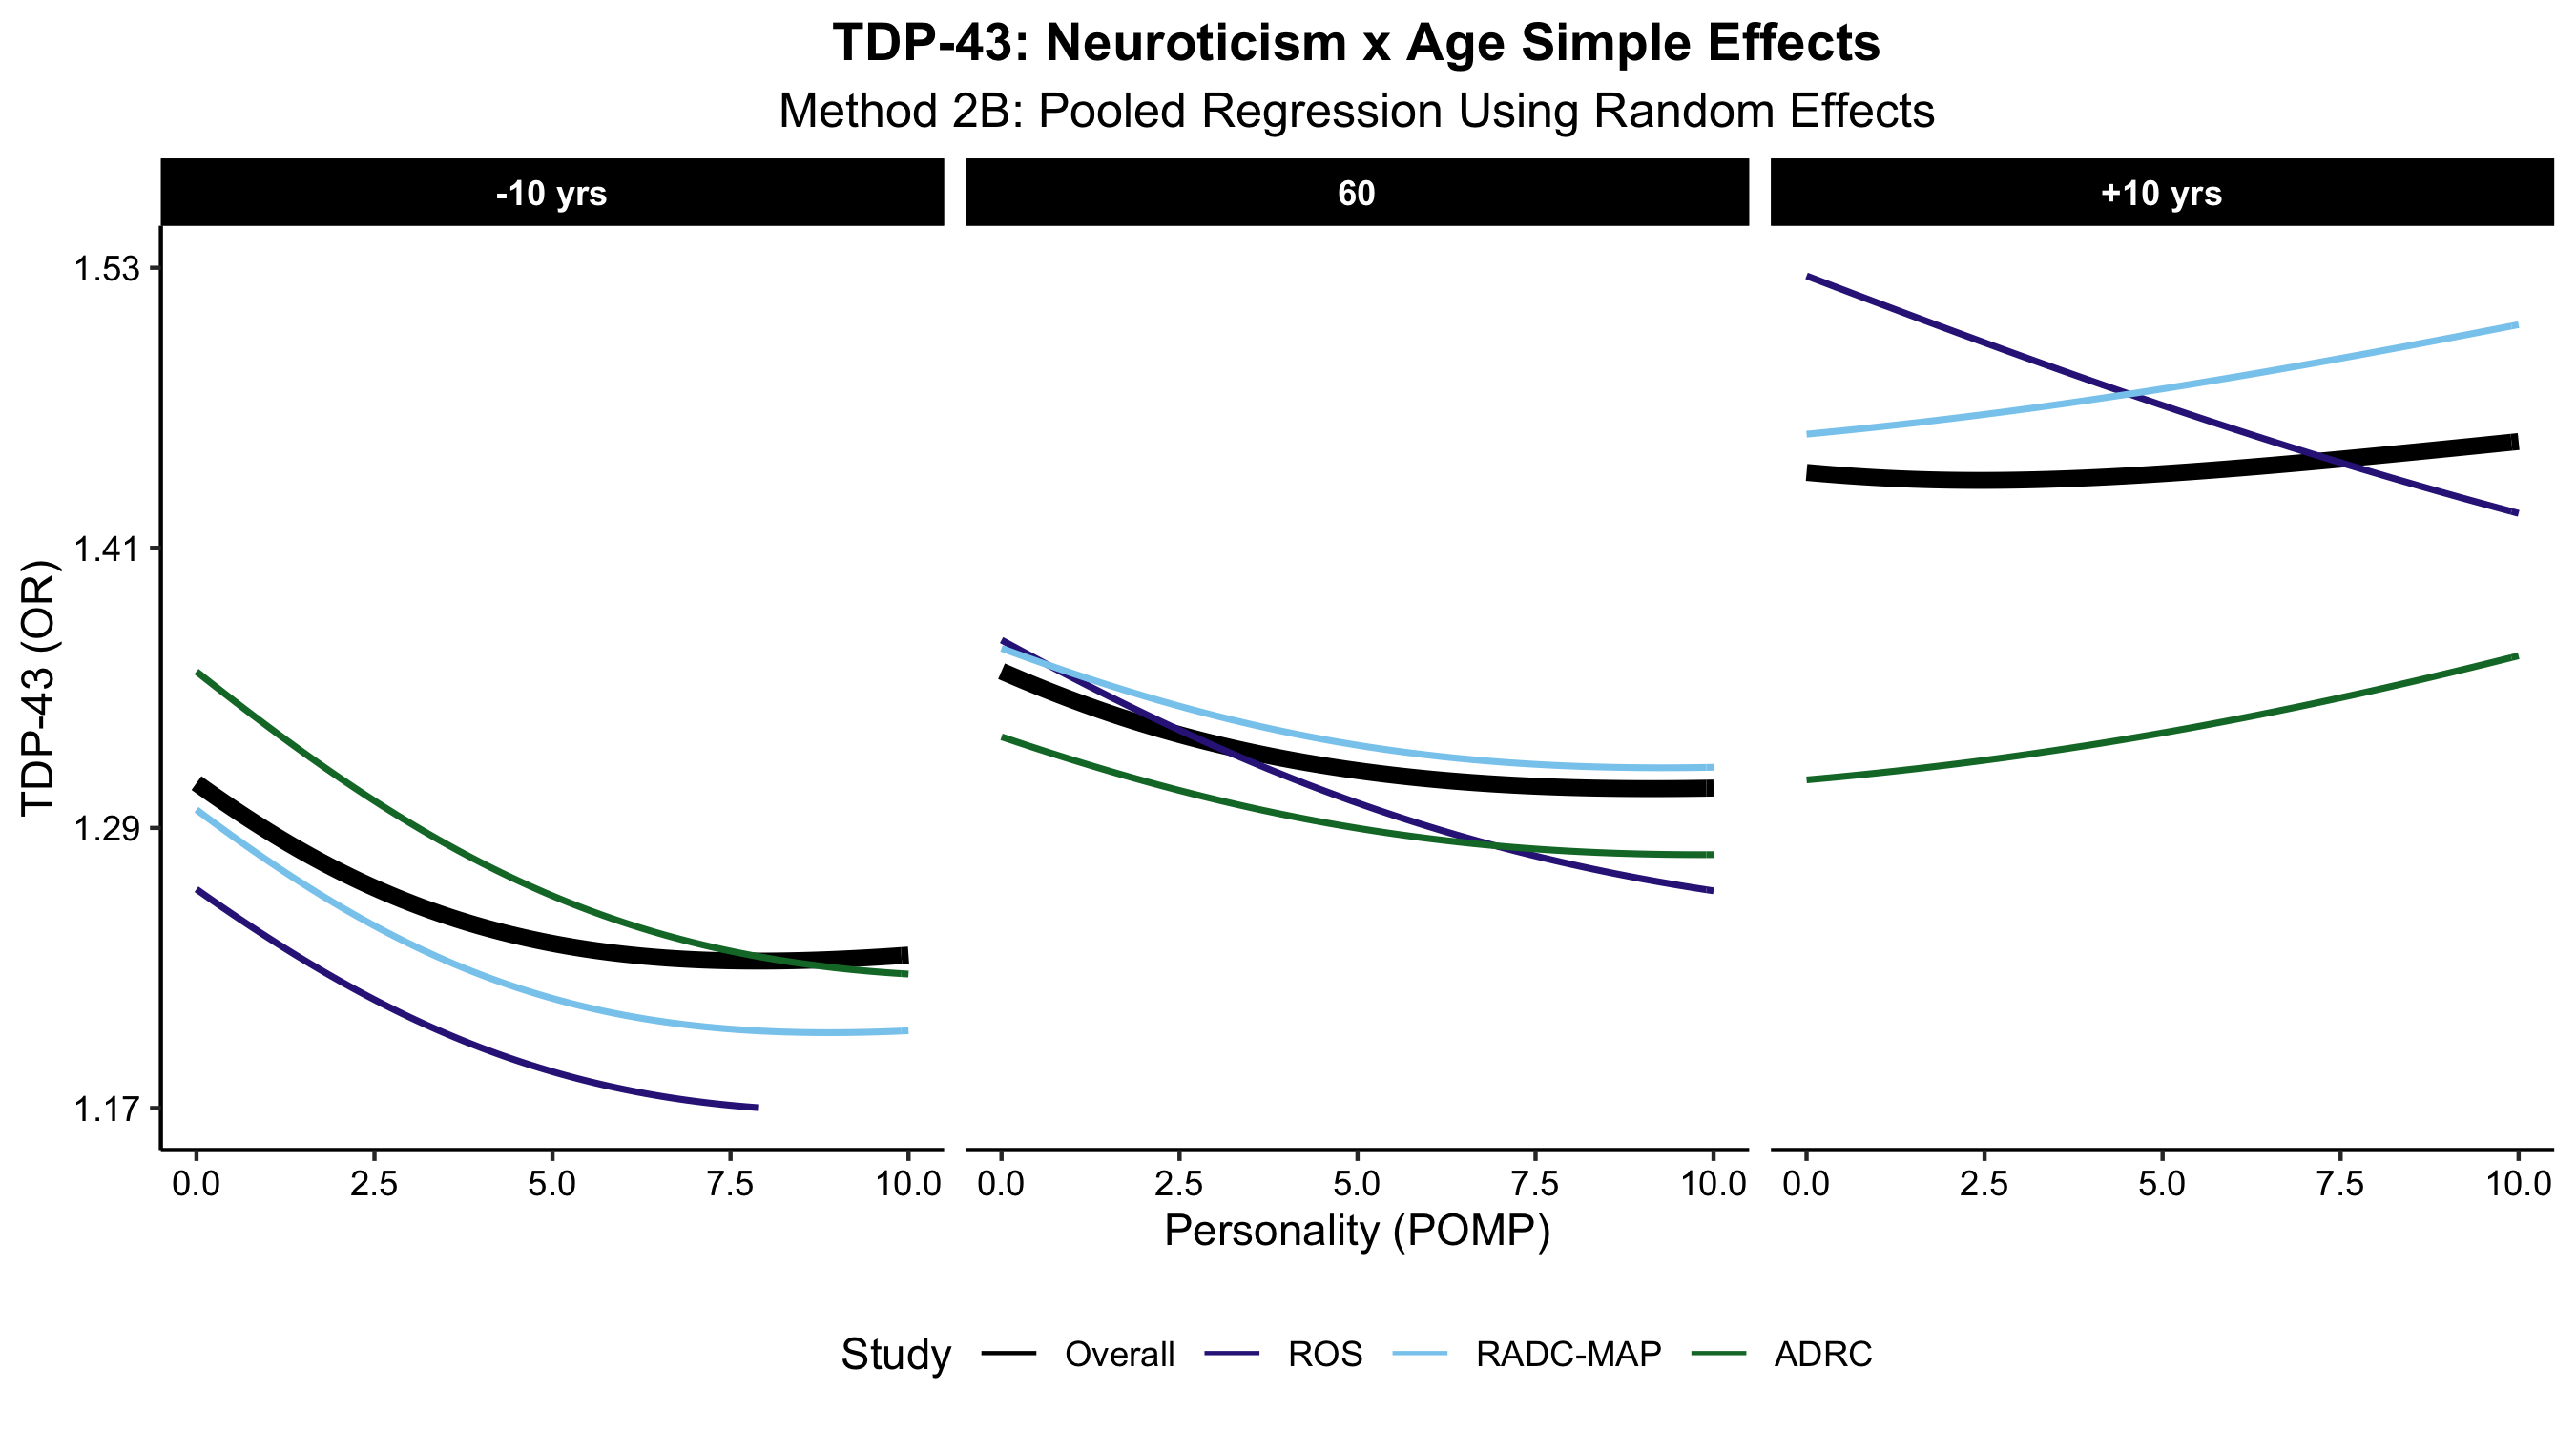 TDP-43: Neuroticism x Age Simple Effects
Method 2B: Pooled Regression Using Random Effects
-10 yrs 60 +10 yrs
1.53
1.41
1.29
1.17
TDP-43 (OR)
0.0 2.5 5.0 7.5 10.0 0.0 2.5 5.0 7.5 10.0 0.0 2.5 5.0 7.5 10.0
Personality (POMP)
Study Overall ROS RADC-MAP ADRC